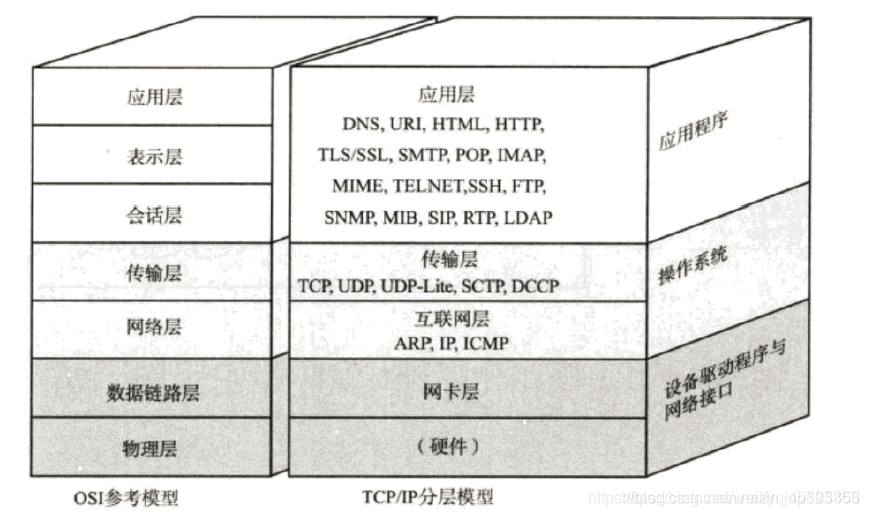 应用层
表示层
会话层
传输层
网络层
数据链路层
物理层
OSI参考模型
应用层
DNS, URI, HTML, HTTP,
TLS/SSL, SMTP, POP, IMAP,
MIME, TELNET,SSH, FTP,
SNMP, MIB, SIP, RTP, LDAP
传输层
TCP, UDP, UDP-Lite, SCTP, DCCP
互联网层
ARP, IP, ICMP
网卡层
(硬件)
TCP/IP分层模型
应用程序
操作系统
设备驱动程序与
网络接口